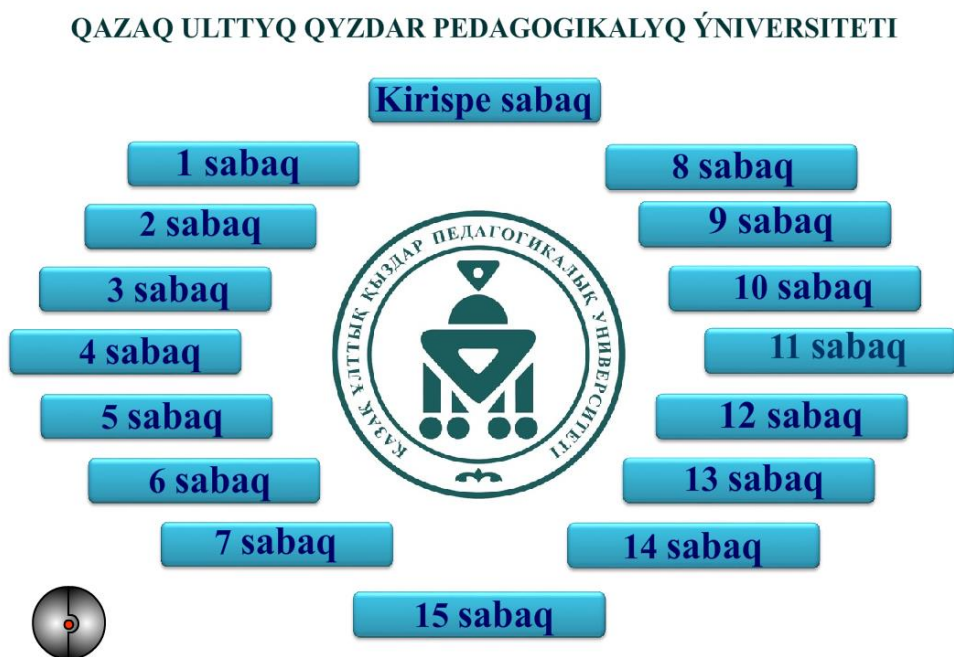 QAZAQ ULTTYQ QYZDAR PEDAGOGIKALYQ ÝNIVERSITETI
Kirispe sabaq
1 sabaq
2 sabaq
3 sabaq
4 sabaq
5 sabaq
6 sabaq
7 sabaq
8 sabaq
9 sabaq
10 sabaq
11 sabaq
12 sabaq
13 sabaq
14 sabaq
15 sabaq
ҚАЗАҚ ҰЛТТЫҚ ҚЫЗДАР ПЕДАГОГИКАЛЫҚ УНИВЕРСИТЕТІ